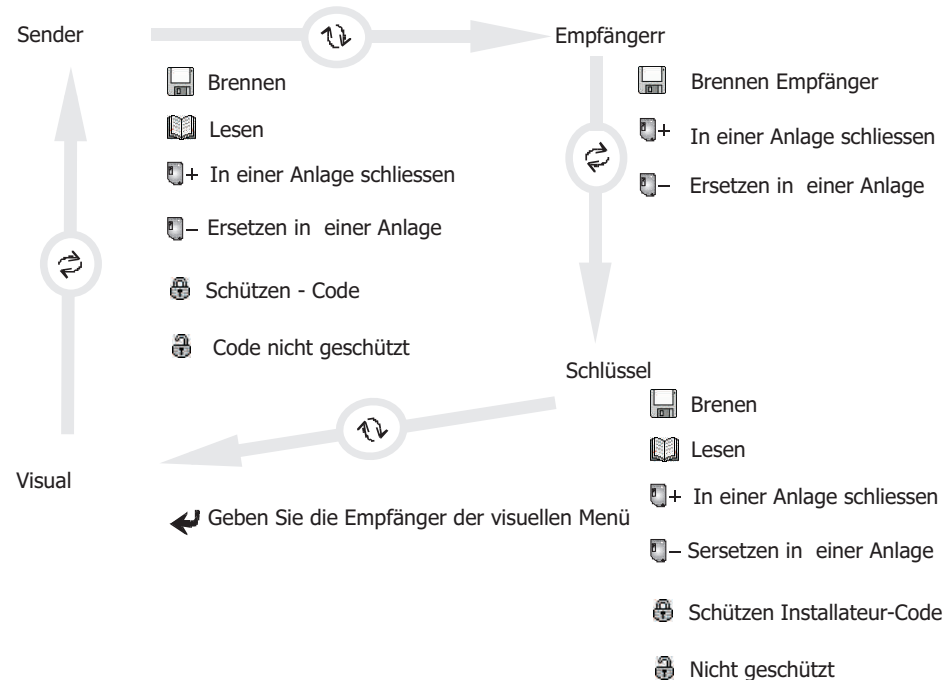 Sender
Brennen
Lesen
+ In einer Anlage schliessen
– Ersetzen in einer Anlage
Schützen - Code
Code nicht geschützt
Empfängerr
Brennen Empfänger
+ In einer Anlage schliessen
– Ersetzen in einer Anlage
Schlüssel
Brenen
Lesen
+ In einer Anlage schliessen
– Sersetzen in einer Anlage
Schützen Installateur-Code
Nicht geschützt
Visual
Geben Sie die Empfänger der visuellen Menü